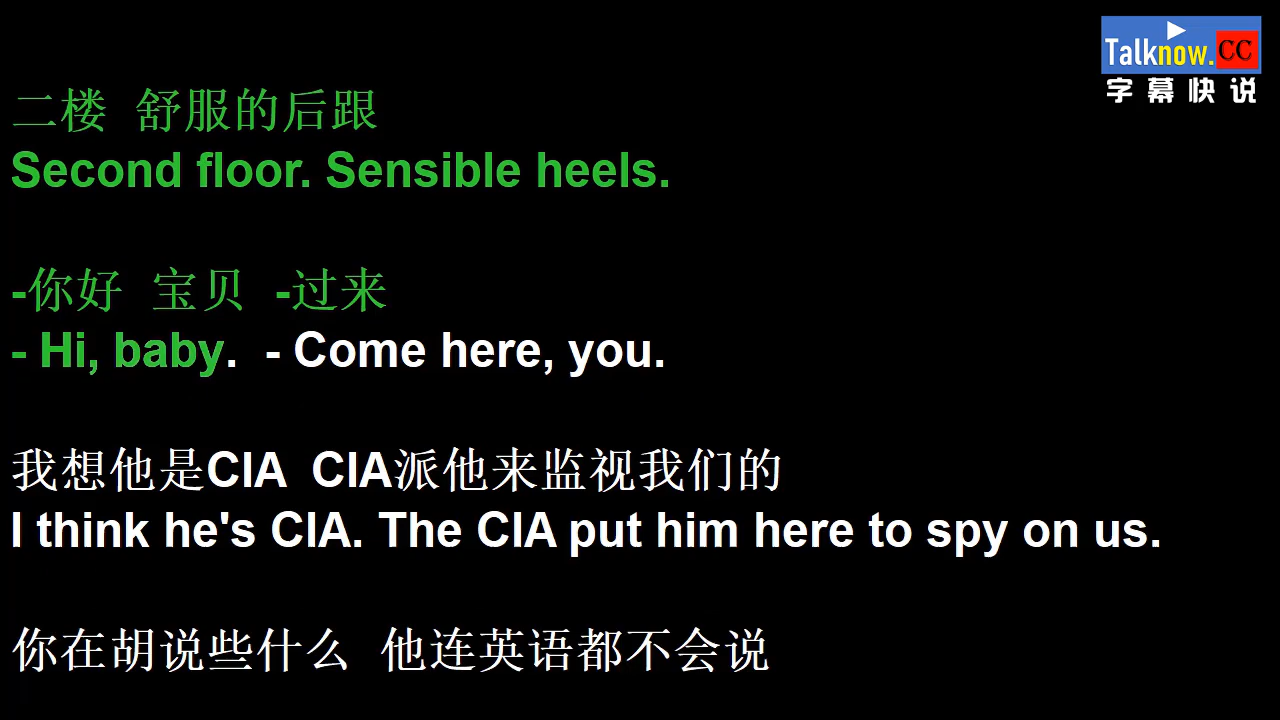 Talknow.CC
字幕快说
二楼 舒服的后跟
Second floor. Sensible heels.
-你好 宝贝 -过来
- Hi, baby. - Come here, you.
我想他是CIA CIA派他来监视我们的
I think he's CIA. The CIA put him here to spy on us.
你在胡说些什么 他连英语都不会说